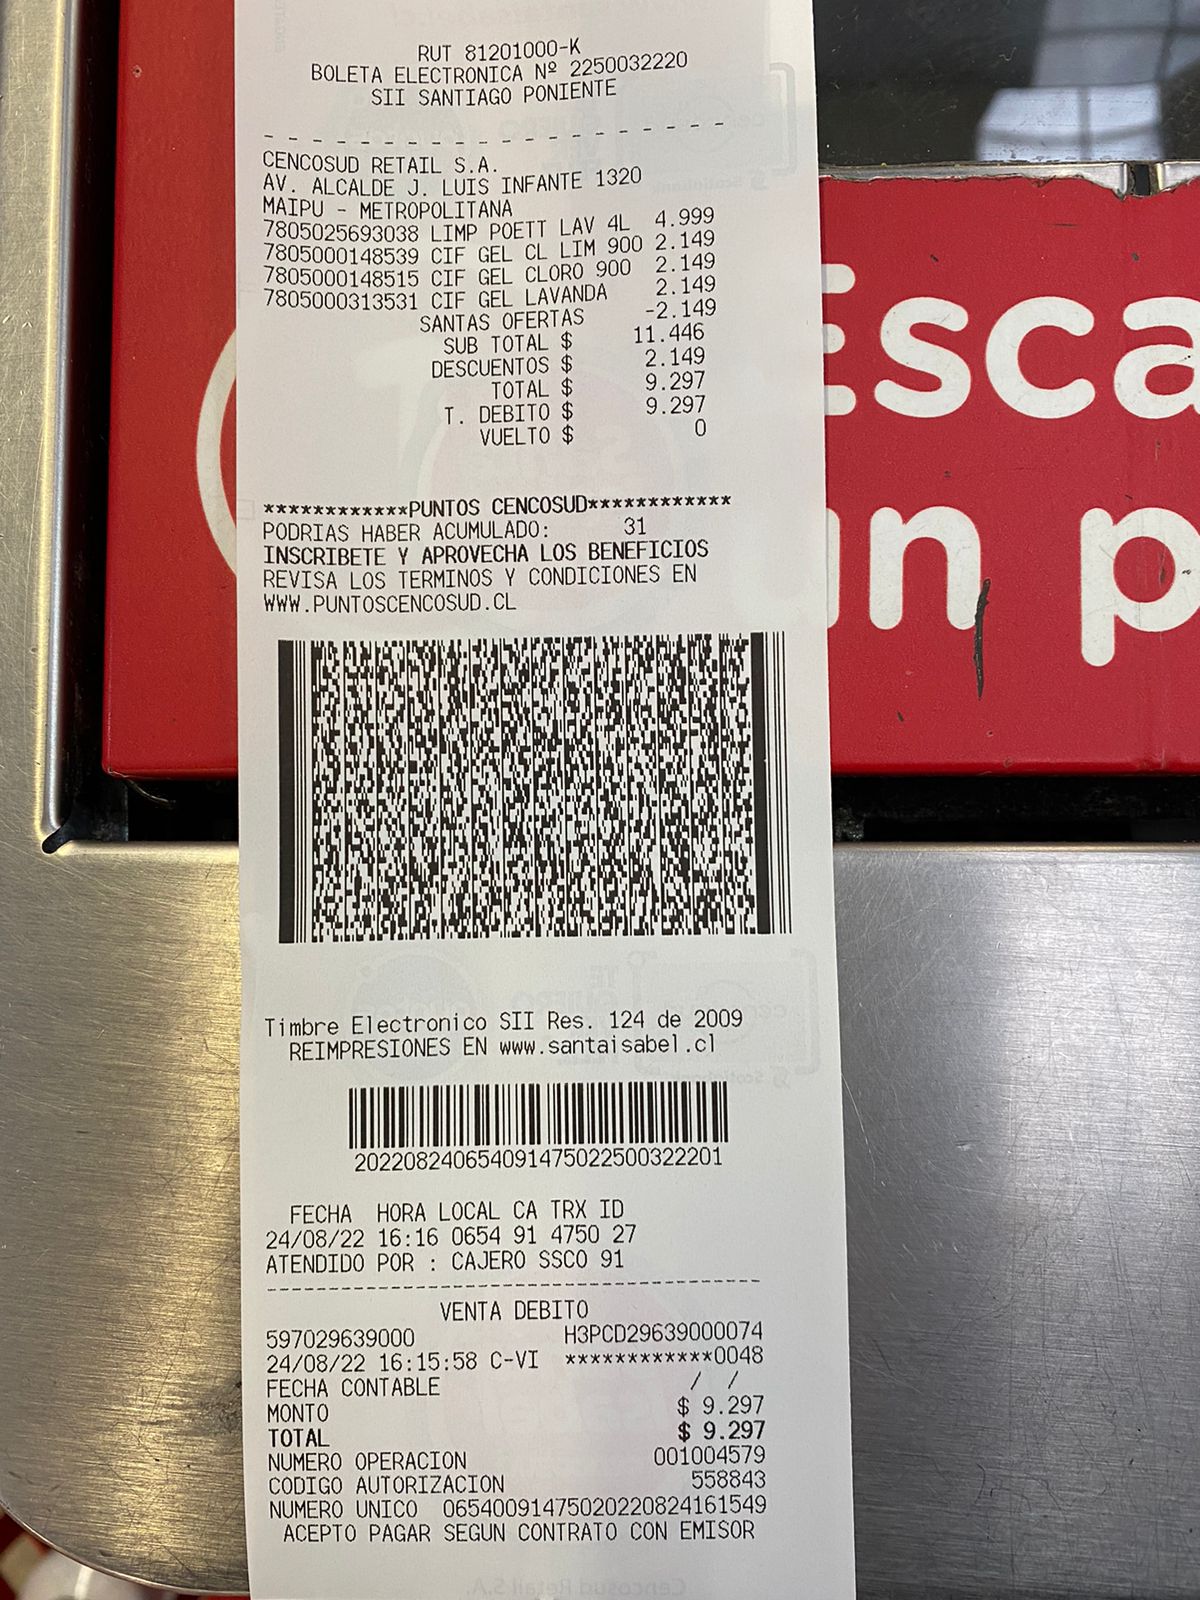 RUT 81201000-K
BOLETA ELECTRONICA Nº 2250032220
SII SANTIAGO PONIENTE
- - - - - - - - - - - - - - - - - - - -
CENCOSUD RETAIL S.A.
AV. ALCALDE J. LUIS INFANTE 1320
MAIPU - METROPOLITANA
7805025693038 LIMP POETT LAV 4L 4.999
7805000148539 CIF GEL CL LIM 900 2.149
7805000148515 CIF GEL CLORO 900 2.149
7805000313531 CIF GEL LAVANDA 2.149
SANTAS OFERTAS -2.149
SUB TOTAL $ 11.446
DESCUENTOS $ 2.149
TOTAL $ 9.297
T. DEBITO $ 9.297
VUELTO $ 0
************PUNTOS CENCOSUD************
PODRIAS HABER ACUMULADO: 31
INSCRIBETE Y APROVECHA LOS BENEFICIOS
REVISA LOS TERMINOS Y CONDICIONES EN
WWW.PUNTOSCENCOSUD.CL
Timbre Electronico SII Res. 124 de 2009
REIMPRESIONES EN www.santaisabel.cl
2022082406540914750225003222​01
FECHA HORA LOCAL CA TRX ID
24/08/22 16:16 0654 91 4750 27
ATENDIDO POR : CAJERO SSCO 91
----------------------------------------
VENTA DEBITO
597029639000 H3PCD29639000074
24/08/22 16:15:58 C-VI ************0048
FECHA CONTABLE / /
MONTO $ 9.297
TOTAL $ 9.297
NUMERO OPERACION 001004579
CODIGO AUTORIZACION 558843
NUMERO UNICO 06540091475020220824161549
ACEPTO PAGAR SEGUN CONTRATO CON EMISOR
Esca
un p